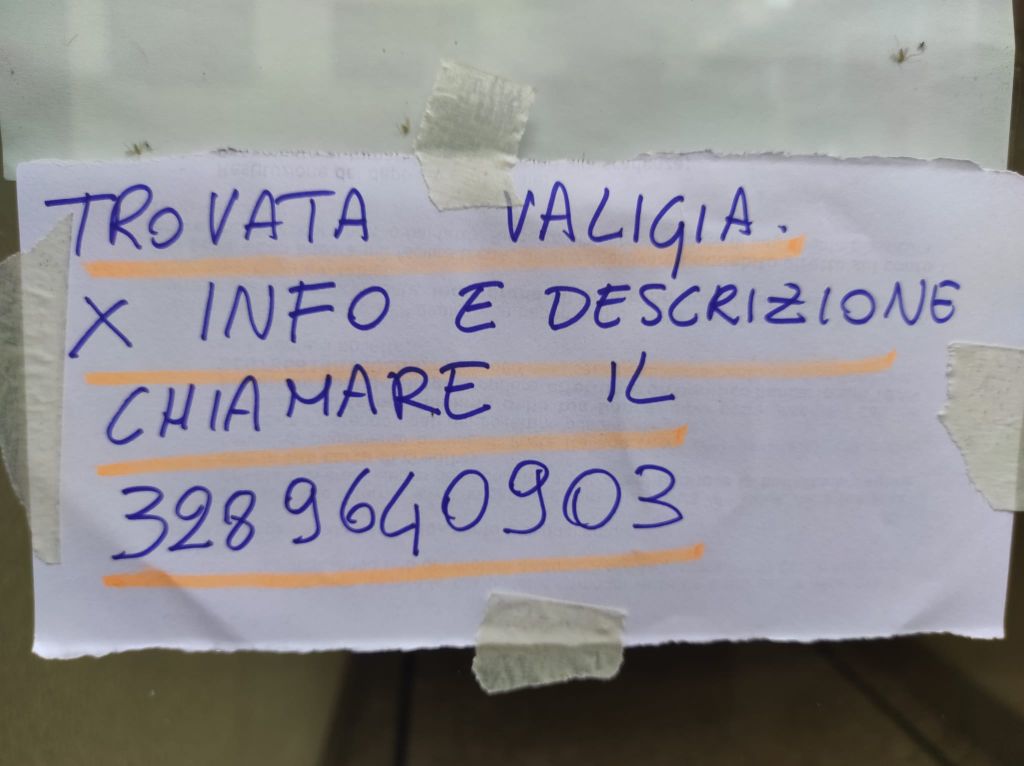 TROVATA VALIGIA.
X INFO E DESCRIZIONE
CHIAMARE IL
3289640903